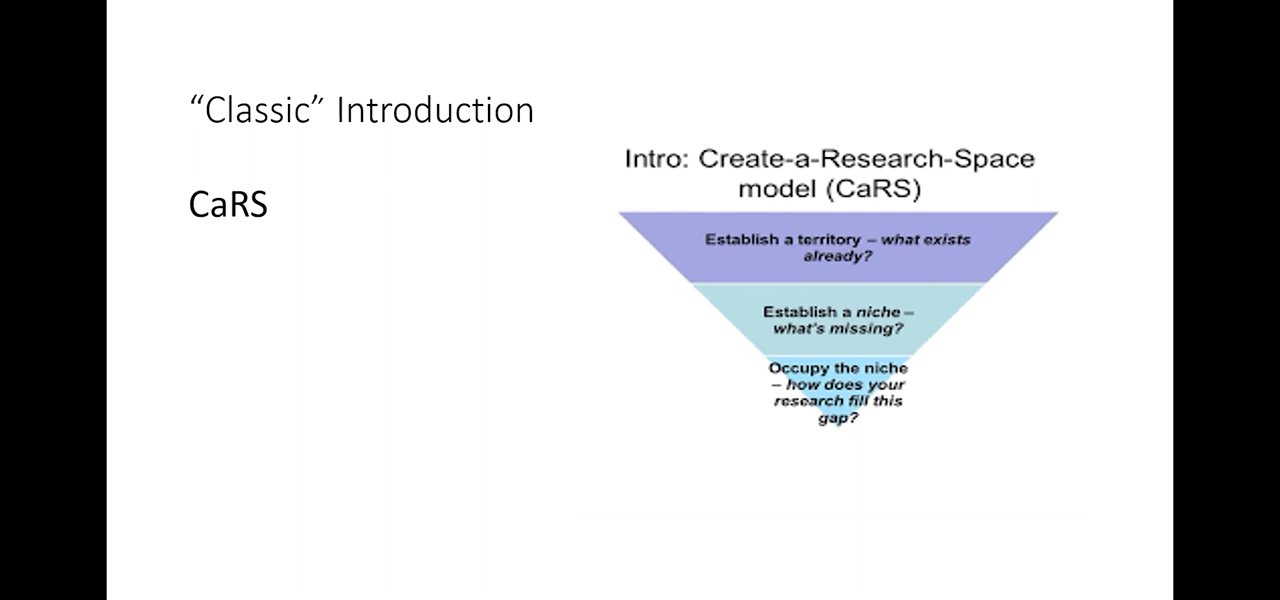 “Classic” Introduction
CaRS
Intro: Create-a-Research-Space
model (CaRS)
Establish a territory – what exists
already?
Establish a niche –
what's missing?
Occupy the niche
– how does your
research fill this
gap?